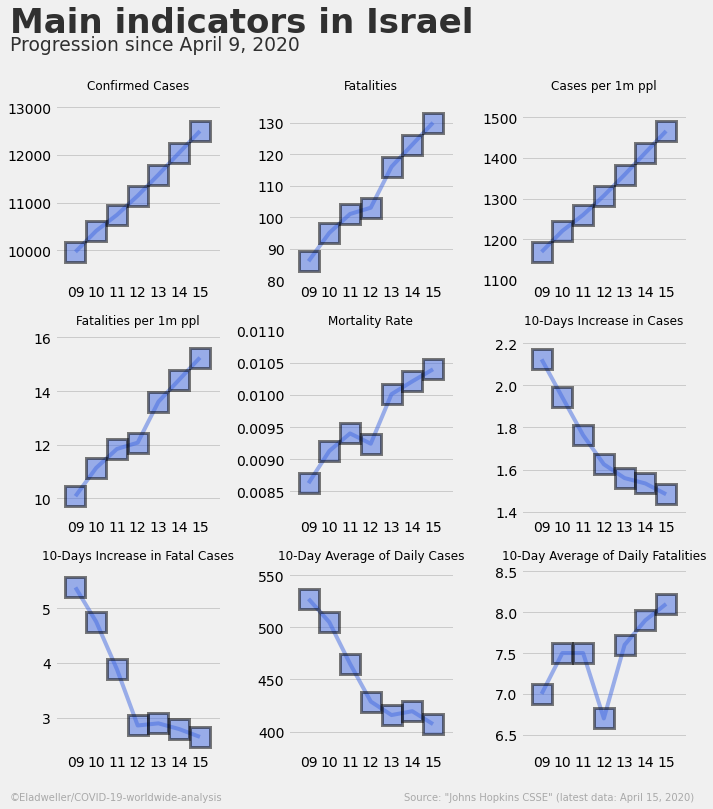 Main indicators in Israel
Progression since April 9, 2020
Confirmed Cases
13000
12000
11000
10000
09 10 11 12 13 14 15
Fatalities
130
120
110
100
90
80
09 10 11 12 13 14 15
Cases per 1m ppl
1500
1400
1300
1200
1100
09 10 11 12 13 14 15
Fatalities per 1m ppl
16
14
12
10
09 10 11 12 13 14 15
Mortality Rate
0.0110
0.0105
0.0100
0.0095
0.0090
0.0085
09 10 11 12 13 14 15
10-Days Increase in Cases
2.2
2.0
1.8
1.6
1.4
09 10 11 12 13 14 15
10-Days Increase in Fatal Cases
5
4
3
09 10 11 12 13 14 15
10-Day Average of Daily Cases
550
500
450
400
09 10 11 12 13 14 15
10-Day Average of Daily Fatalities
8.5
8.0
7.5
7.0
6.5
09 10 11 12 13 14 15
©Eladweller/COVID-19-worldwide-analysis
Source: "Johns Hopkins CSSE" (latest data: April 15, 2020)